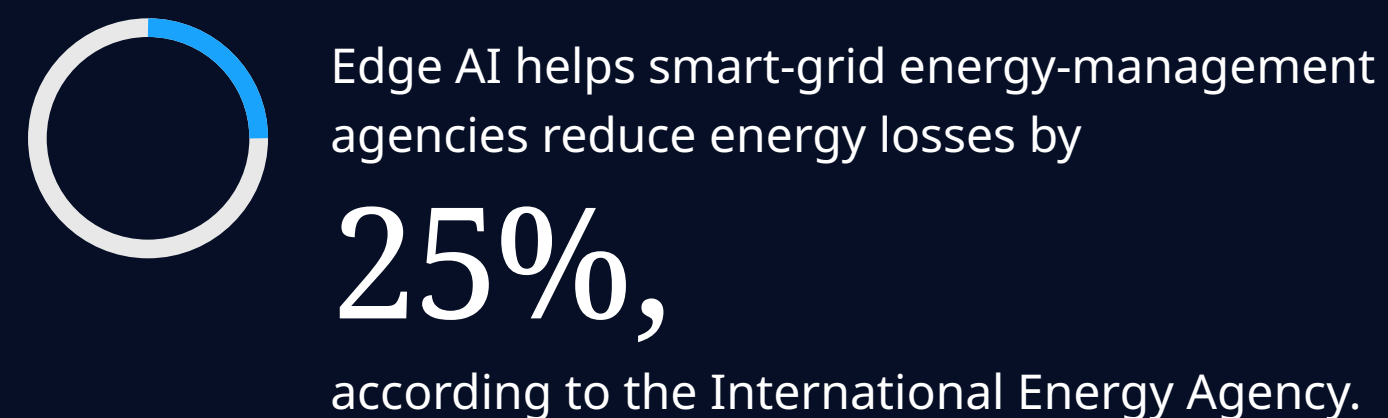 Edge AI helps smart-grid energy-management
agencies reduce energy losses by
25%,
according to the International Energy Agency.